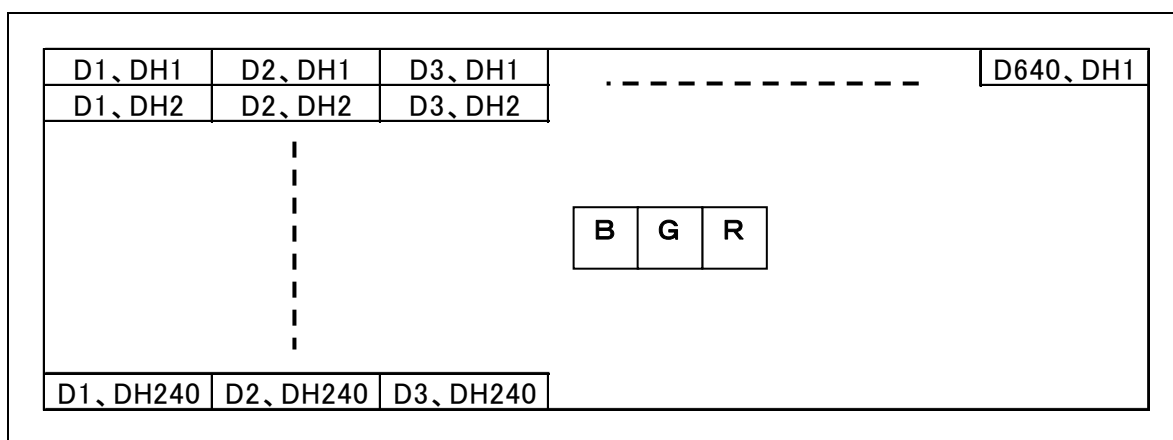 D1、DH1 D2、DH1 D3、DH1 D640、DH1
D1、DH2 D2、DH2 D3、DH2
B G R
D1、DH240 D2、DH240 D3、DH240